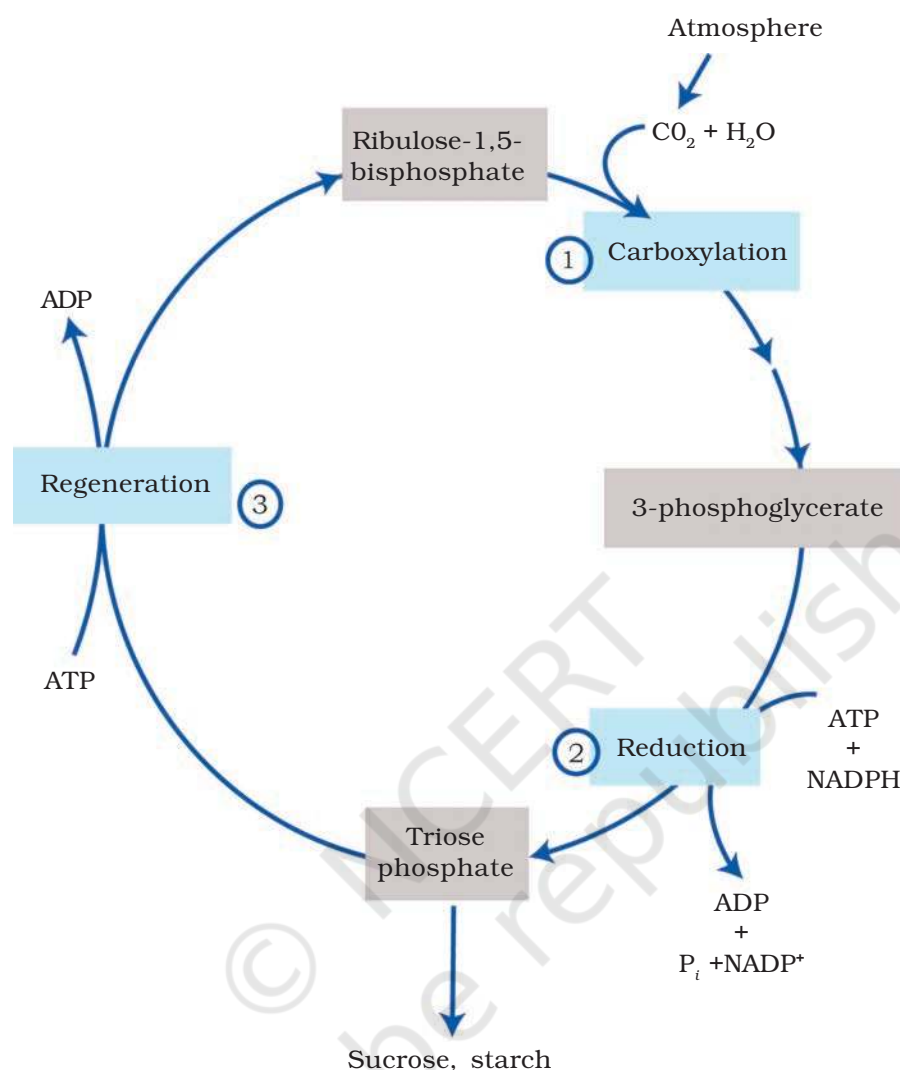 Atmosphere
C0₂ + H₂O
Ribulose-1,5-
bisphosphate
1 Carboxylation
ADP
Regeneration 3
3-phosphoglycerate
ATP
2 Reduction
ATP
+
NADPH
Triose
phosphate
ADP
+
Pᵢ +NADP⁺
Sucrose, starch
© NCERT
be republish